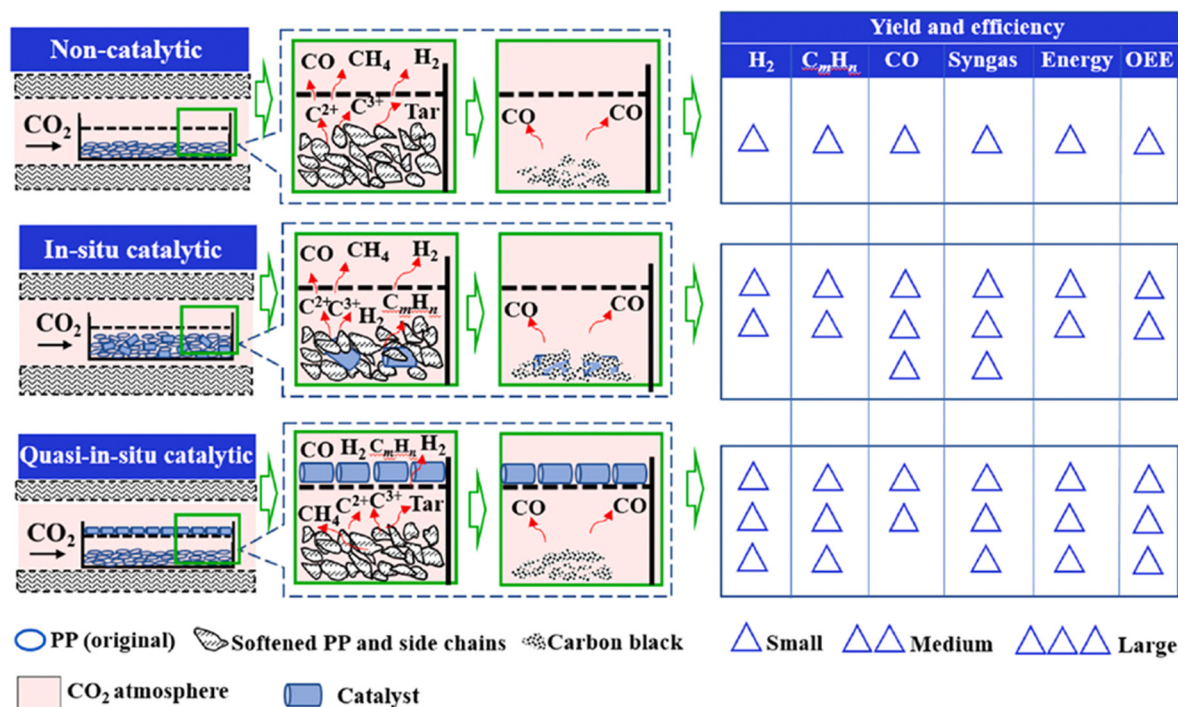 Non-catalytic
CO₂
CO CH₄ H₂
C²⁺ C³⁺ Tar
CO CO
Yield and efficiency
H₂ CₘHₙ CO Syngas Energy OEE
In-situ catalytic
CO₂
CO CH₄ H₂
C²⁺ C³⁺ H₂ CₘHₙ
CO CO
Quasi-in-situ catalytic
CO₂
CO H₂ CₘHₙ H₂
CH₄ C²⁺ C³⁺ Tar
CO CO
PP (original) Softened PP and side chains Carbon black Small Medium Large
CO₂ atmosphere Catalyst